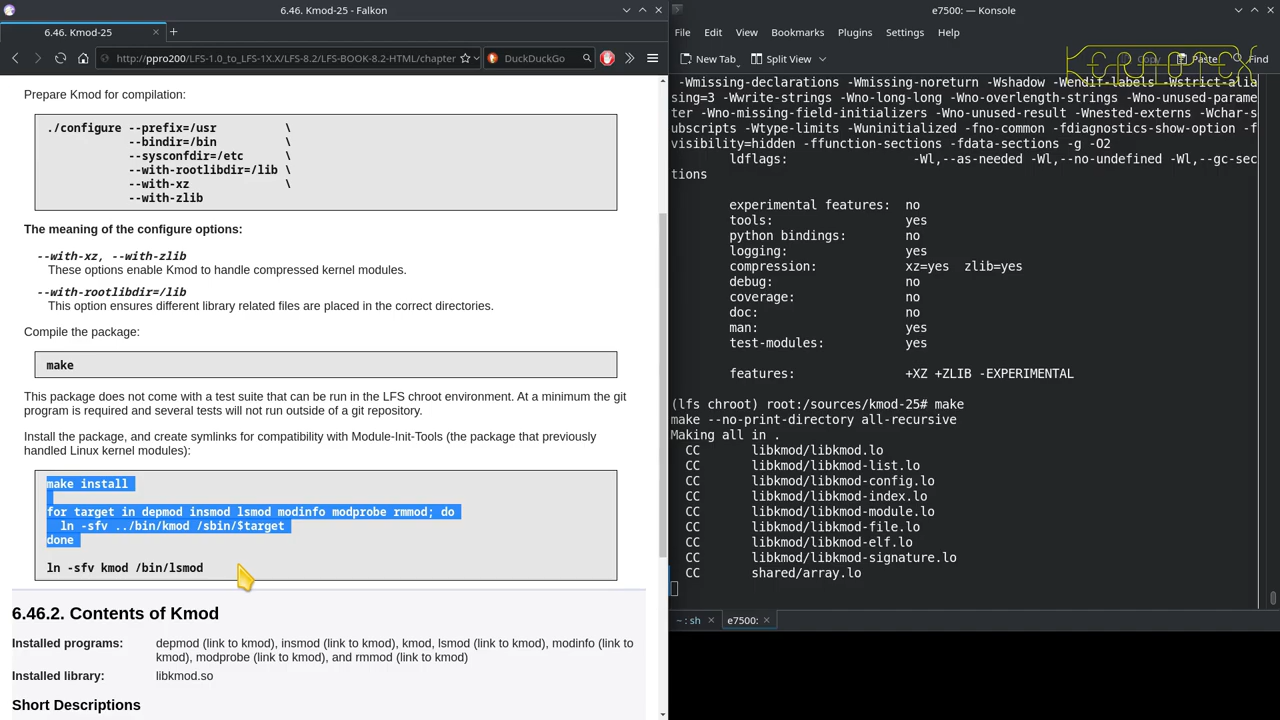 6.46. Kmod-25 - Falkon
6.46. Kmod-25
http://ppro200/LFS-1.0_to_LFS-1X.X/LFS-8.2/LFS-BOOK-8.2-HTML/chapter
DuckDuckGo
Prepare Kmod for compilation:
./configure --prefix=/usr \
--bindir=/bin \
--sysconfdir=/etc \
--with-rootlibdir=/lib \
--with-xz \
--with-zlib
The meaning of the configure options:
--with-xz, --with-zlib
These options enable Kmod to handle compressed kernel modules.
--with-rootlibdir=/lib
This option ensures different library related files are placed in the correct directories.
Compile the package:
make
This package does not come with a test suite that can be run in the LFS chroot environment. At a minimum the git
program is required and several tests will not run outside of a git repository.
Install the package, and create symlinks for compatibility with Module-Init-Tools (the package that previously
handled Linux kernel modules):
make install
for target in depmod insmod lsmod modinfo modprobe rmmod; do
ln -sfv ../bin/kmod /sbin/$target
done
ln -sfv kmod /bin/lsmod
6.46.2. Contents of Kmod
Installed programs: depmod (link to kmod), insmod (link to kmod), kmod, lsmod (link to kmod), modinfo (link to
kmod), modprobe (link to kmod), and rmmod (link to kmod)
Installed library: libkmod.so
Short Descriptions
e7500: — Konsole
File Edit View Bookmarks Plugins Settings Help
New Tab Split View Copy Paste Find
-Wmissing-declarations -Wmissing-noreturn -Wshadow -Wendif-labels -Wstrict-alia
sing=3 -Wwrite-strings -Wno-long-long -Wno-overlength-strings -Wno-unused-parame
ter -Wno-missing-field-initializers -Wno-unused-result -Wnested-externs -Wchar-s
ubscripts -Wtype-limits -Wuninitialized -fno-common -fdiagnostics-show-option -f
visibility=hidden -ffunction-sections -fdata-sections -g -O2
ldflags: -Wl,--as-needed -Wl,--no-undefined -Wl,--gc-sec
tions
experimental features: no
tools: yes
python bindings: no
logging: yes
compression: xz=yes zlib=yes
debug: no
coverage: no
doc: no
man: yes
test-modules: yes
features: +XZ +ZLIB -EXPERIMENTAL
(lfs chroot) root:/sources/kmod-25# make
make --no-print-directory all-recursive
Making all in .
CC libkmod/libkmod.lo
CC libkmod/libkmod-list.lo
CC libkmod/libkmod-config.lo
CC libkmod/libkmod-index.lo
CC libkmod/libkmod-module.lo
CC libkmod/libkmod-file.lo
CC libkmod/libkmod-elf.lo
CC libkmod/libkmod-signature.lo
CC shared/array.lo
~ : sh
e7500: